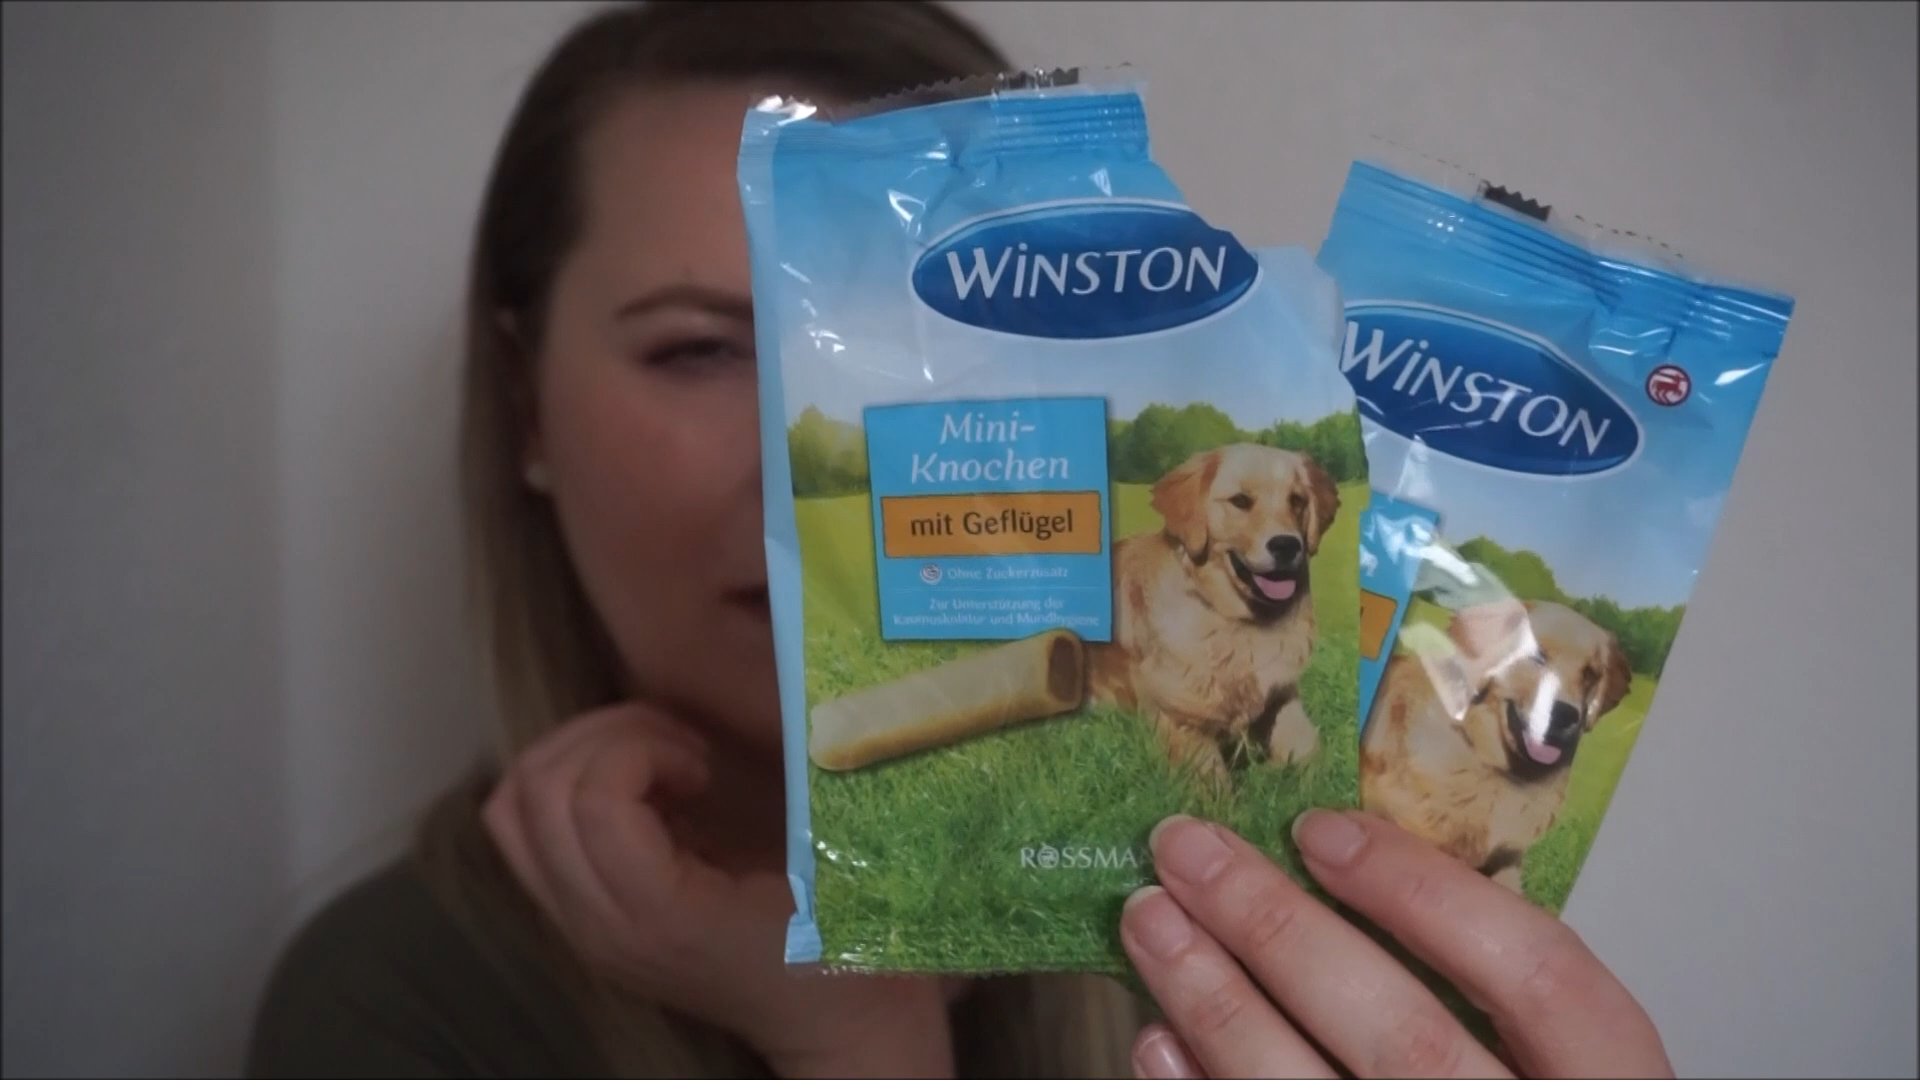 WiNSTON
Mini-
Knochen
mit Geflügel
Ohne Zuckerzusatz
Zur Unterstützung der
Kaumuskulatur und Mundhygiene
ROSSMA
WiNSTON